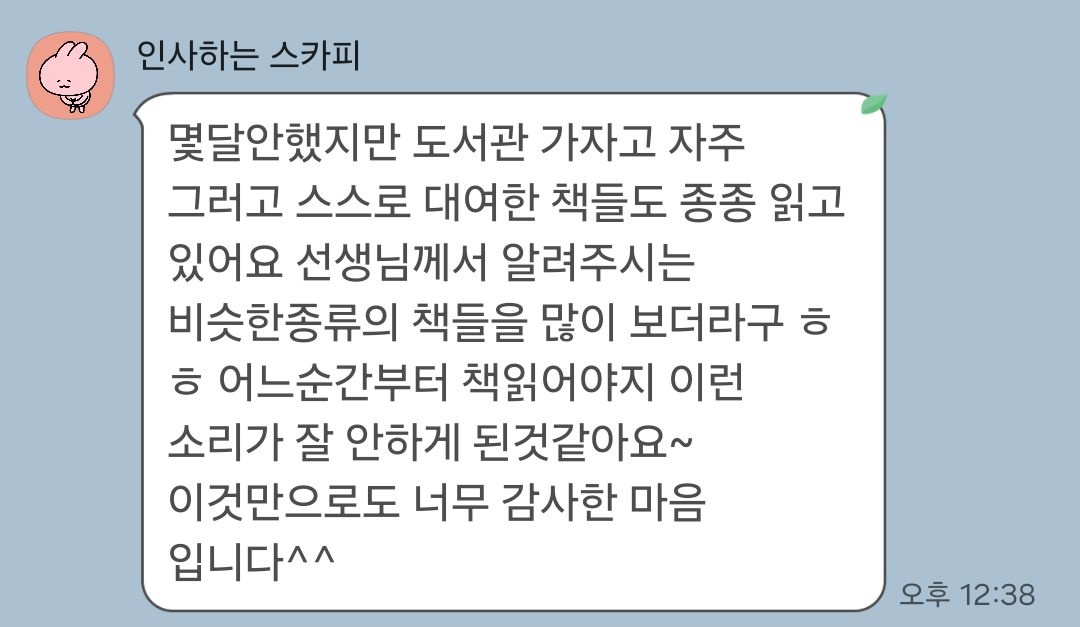 인사하는 스카피
몇달안했지만 도서관 가자고 자주
그러고 스스로 대여한 책들도 종종 읽고
있어요 선생님께서 알려주시는
비슷한종류의 책들을 많이 보더라구 ㅎ
ㅎ 어느순간부터 책읽어야지 이런
소리가 잘 안하게 된것같아요~
이것만으로도 너무 감사한 마음
입니다^^
오후 12:38